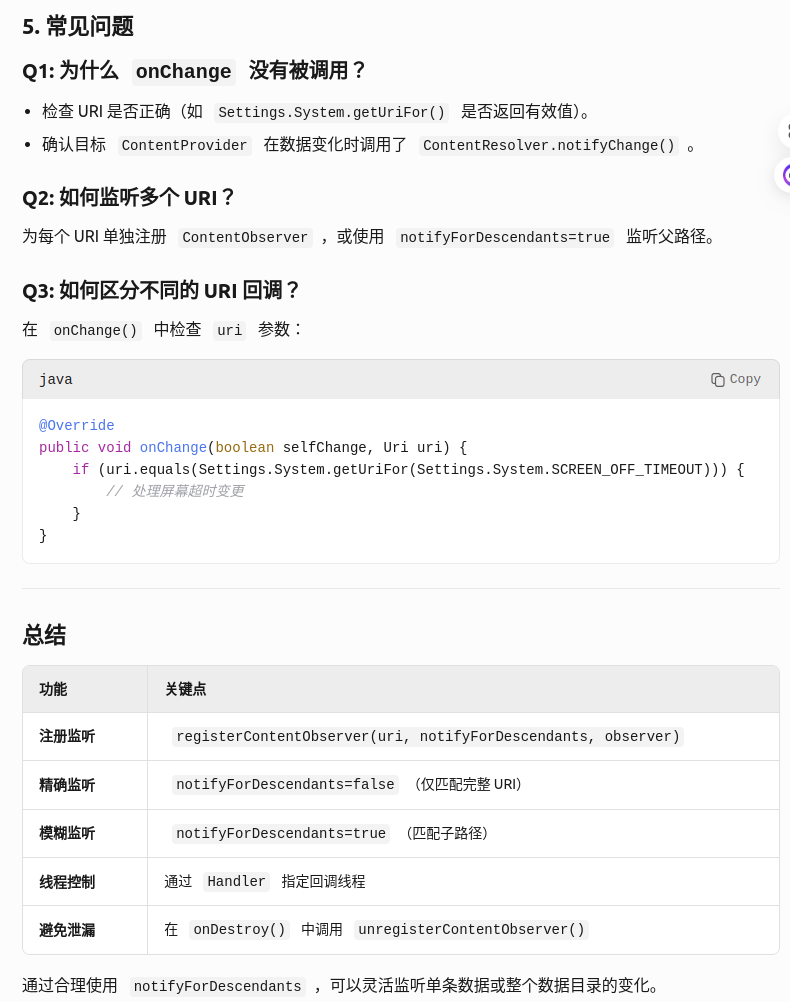 5. 常见问题
Q1: 为什么 onChange 没有被调用？
• 检查 URI 是否正确（如 Settings.System.getUriFor() 是否返回有效值）。
• 确认目标 ContentProvider 在数据变化时调用了 ContentResolver.notifyChange() 。
Q2: 如何监听多个 URI？
为每个 URI 单独注册 ContentObserver ，或使用 notifyForDescendants=true 监听父路径。
Q3: 如何区分不同的 URI 回调？
在 onChange() 中检查 uri 参数：
java Copy
@Override
public void onChange(boolean selfChange, Uri uri) {
    if (uri.equals(Settings.System.getUriFor(Settings.System.SCREEN_OFF_TIMEOUT))) {
        // 处理屏幕超时变更
    }
}
总结
功能 关键点
注册监听 registerContentObserver(uri, notifyForDescendants, observer)
精确监听 notifyForDescendants=false （仅匹配完整 URI）
模糊监听 notifyForDescendants=true （匹配子路径）
线程控制 通过 Handler 指定回调线程
避免泄漏 在 onDestroy() 中调用 unregisterContentObserver()
通过合理使用 notifyForDescendants ，可以灵活监听单条数据或整个数据目录的变化。